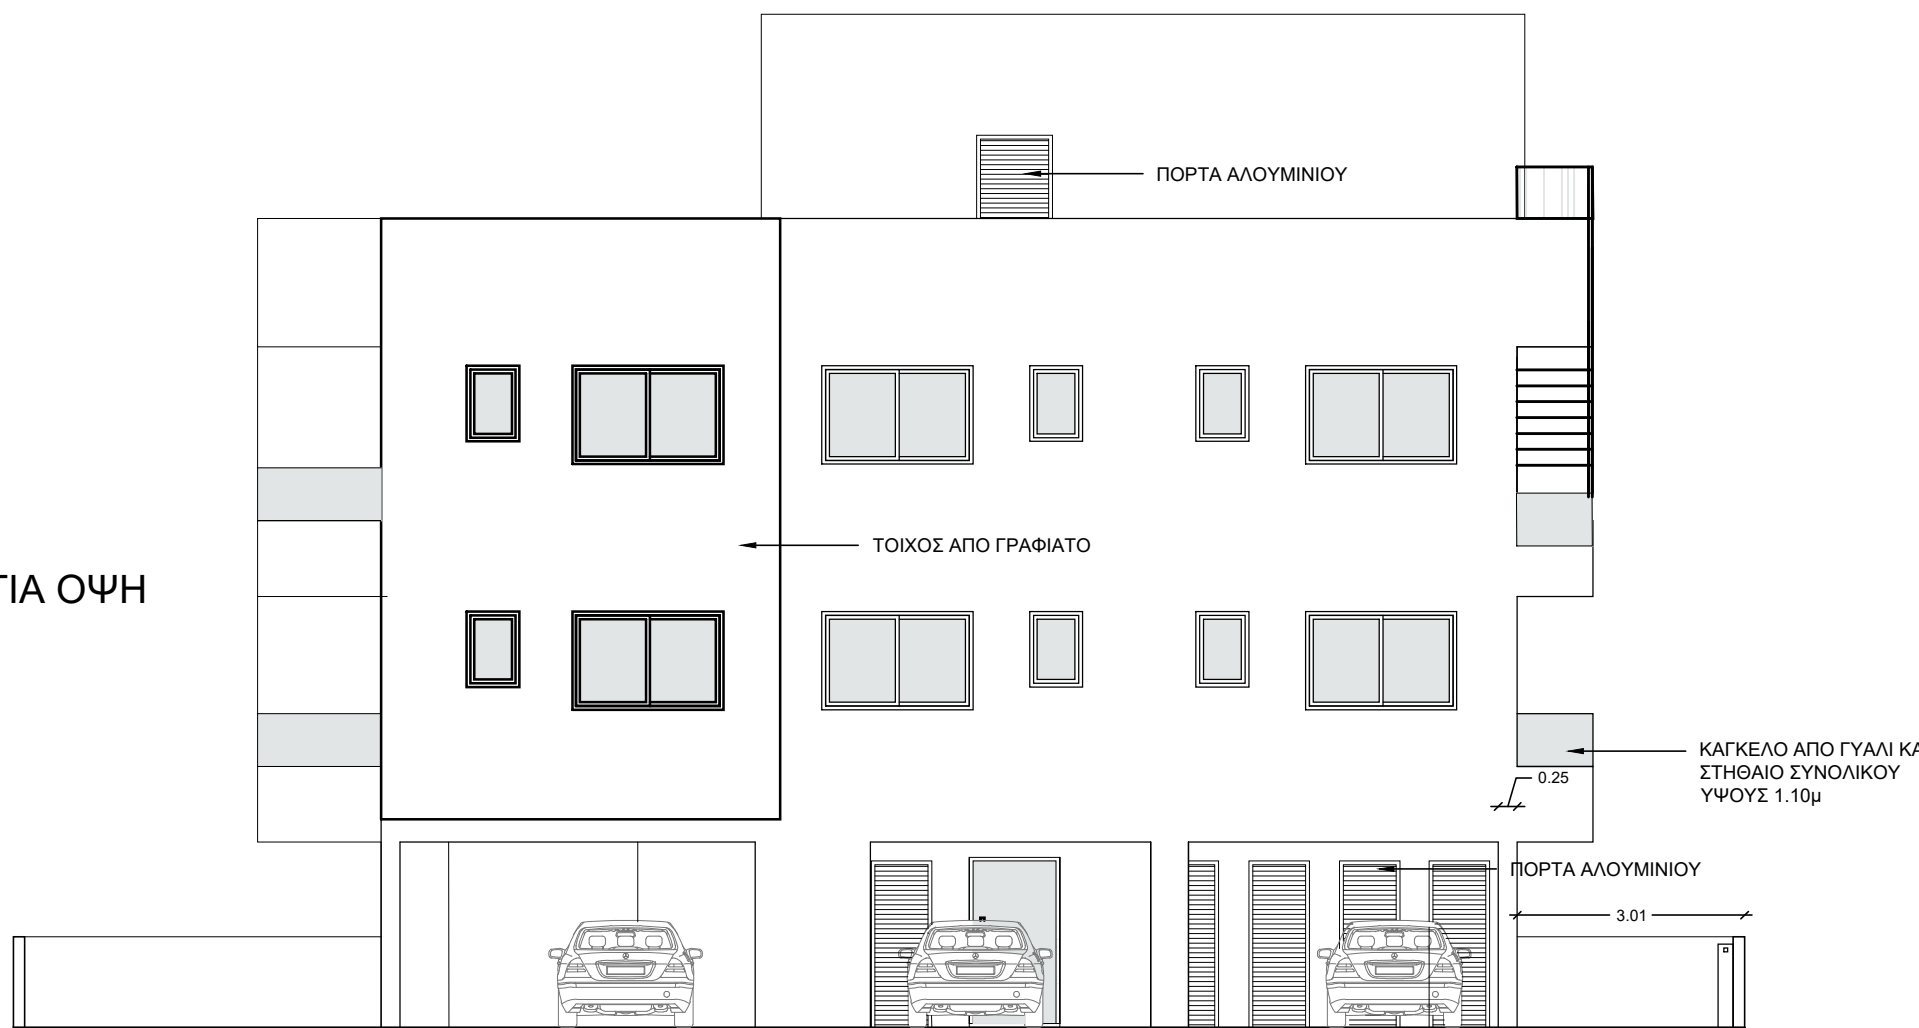 ΠΟΡΤΑ ΑΛΟΥΜΙΝΙΟΥ
ΤΟΙΧΟΣ ΑΠΟ ΓΡΑΦΙΑΤΟ
ΓΙΑ ΟΨΗ
ΚΑΓΚΕΛΟ ΑΠΟ ΓΥΑΛΙ ΚΑ
ΣΤΗΘΑΙΟ ΣΥΝΟΛΙΚΟΥ
ΥΨΟΥΣ 1.10μ
0.25
ΠΟΡΤΑ ΑΛΟΥΜΙΝΙΟΥ
3.01